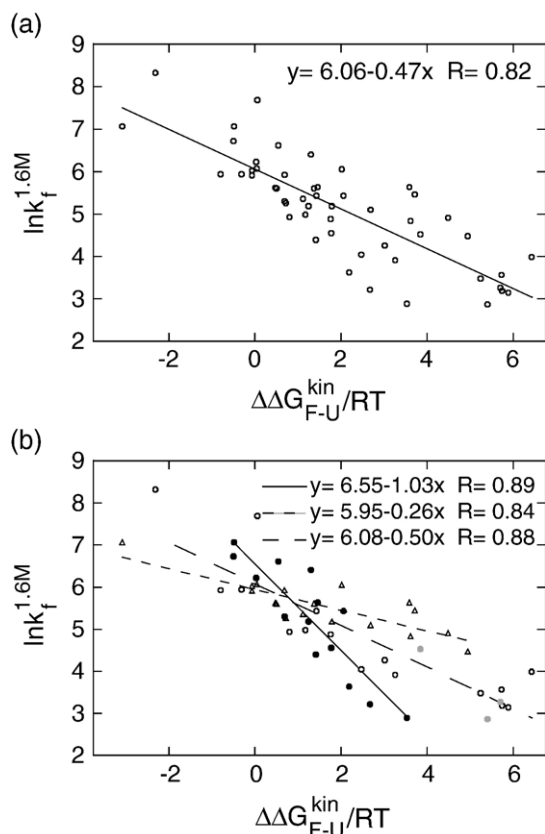 (a)
y= 6.06-0.47x R= 0.82
lnk_f^1.6M
9
8
7
6
5
4
3
2
-2 0 2 4 6
ΔΔG_F-U^kin/RT
(b)
y= 6.55-1.03x R= 0.89
y= 5.95-0.26x R= 0.84
y= 6.08-0.50x R= 0.88
lnk_f^1.6M
9
8
7
6
5
4
3
2
-2 0 2 4 6
ΔΔG_F-U^kin/RT